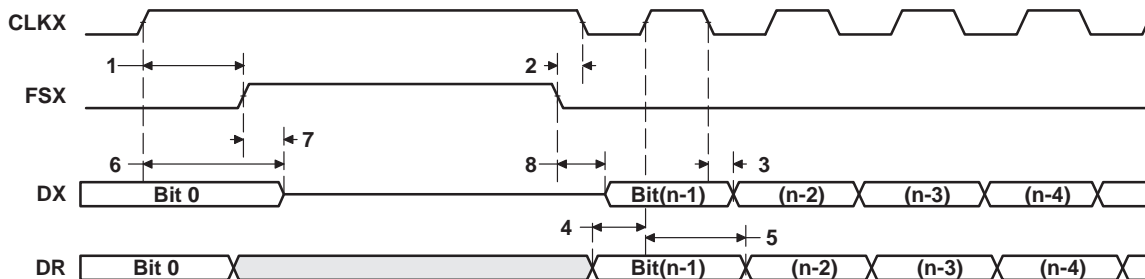 CLKX
1 2
FSX
7
6 8 3
DX Bit 0 Bit(n-1) (n-2) (n-3) (n-4)
4 5
DR Bit 0 Bit(n-1) (n-2) (n-3) (n-4)